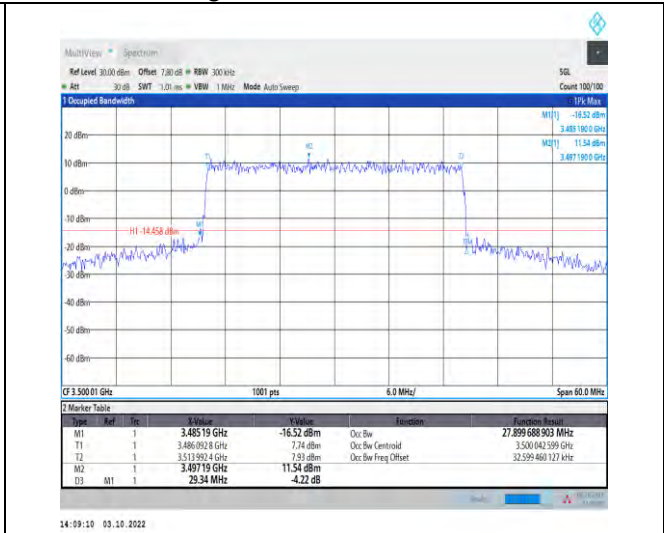 MultiView Spectrum
Ref Level 30.00 dBm Offset 7.80 dB RBW 300 kHz SGL
Att 30 dB SWT 1.01 ms VBW 1 MHz Mode Auto Sweep Count 100/100
1 Occupied Bandwidth 1Pk Max
M1[1] -16.52 dBm
3.485 190 0 GHz
M2[1] 11.54 dBm
3.497 190 0 GHz
20 dBm
10 dBm
0 dBm
-10 dBm
-20 dBm
-30 dBm
-40 dBm
-50 dBm
-60 dBm
T1
M2
T2
M1
H1 -14.458 dBm
CF 3.500 01 GHz 1001 pts 6.0 MHz/ Span 60.0 MHz
2 Marker Table
Type Ref Trc X-Value Y-Value Function Function Result
M1 1 3.485 19 GHz -16.52 dBm Occ Bw 27.899 688 903 MHz
T1 1 3.486 092 8 GHz 7.74 dBm Occ Bw Centroid 3.500 042 599 GHz
T2 1 3.513 992 4 GHz 7.93 dBm Occ Bw Freq Offset 32.599 460 127 kHz
M2 1 3.497 19 GHz 11.54 dBm
D3 M1 1 29.34 MHz -4.22 dB
14:09:10 03.10.2022